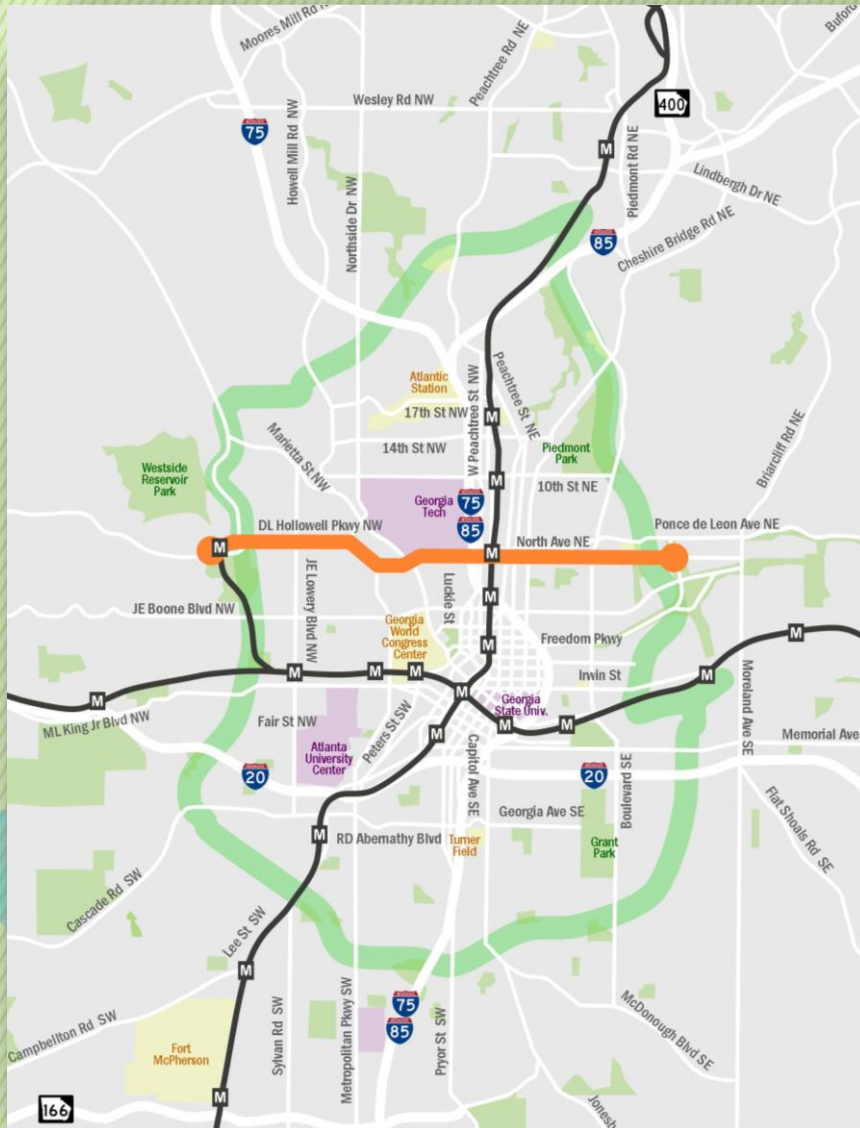 Moores Mill Rd
Peachtree Rd NE
Buford
Wesley Rd NW
400
75
Howell Mill Rd NW
Northside Dr NW
M
Piedmont Rd NE
Lindbergh Dr NE
85
Cheshire Bridge Rd NE
Atlantic
Station
W Peachtree St NW
Peachtree St NE
17th St NW
M
Briarcliff Rd NE
Marietta St NW
14th St NW
Piedmont
Park
Westside
Reservoir
Park
M
10th St NE
Georgia
Tech
75
85
DL Hollowell Pkwy NW
North Ave NE
Ponce de Leon Ave NE
M
M
JE Lowery Blvd NW
Luckie St
M
JE Boone Blvd NW
Georgia
World
Congress
Center
Freedom Pkwy
M
M
Irwin St
M
M
M
M
M
M
ML King Jr Blvd NW
Fair St NW
Peters St SW
Georgia
State Univ.
M
M
M
Moreland Ave SE
Memorial Ave
Atlanta
University
Center
Capitol Ave SE
20
20
Boulevard SE
Georgia Ave SE
Flat Shoals Rd SE
M
RD Abernathy Blvd
Turner
Field
Grant
Park
Cascade Rd SW
Lee St SW
M
Campbellton Rd SW
Sylvan Rd SW
Metropolitan Pkwy SW
75
85
Pryor St SW
McDonough Blvd SE
Fort
McPherson
M
166
Jonesb